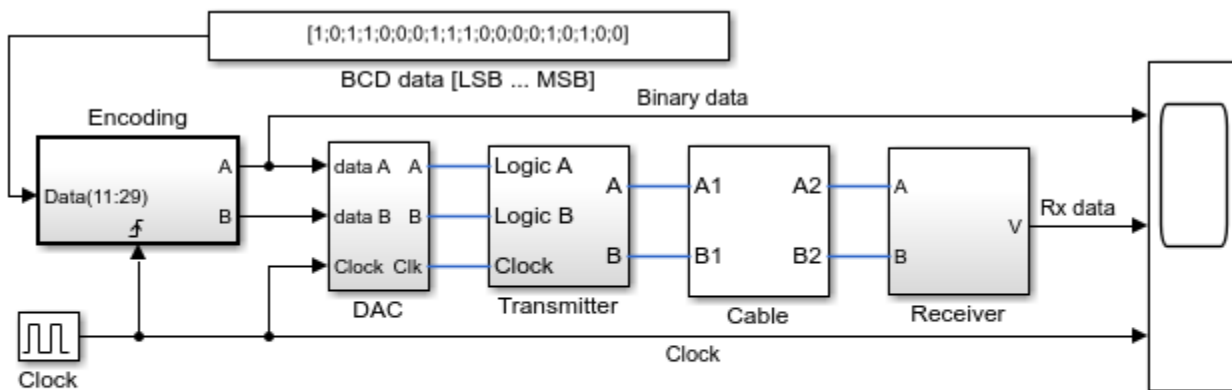 [1;0;1;1;0;0;0;1;1;1;0;0;0;0;1;0;1;0;0]
BCD data [LSB ... MSB]
Binary data
Encoding
Data(11:29)
A
B
data A
data B
Clock
A
B
Clk
DAC
Logic A
Logic B
Clock
A
B
Transmitter
A1
B1
A2
B2
Cable
A
B
V
Receiver
Rx data
Clock
Clock